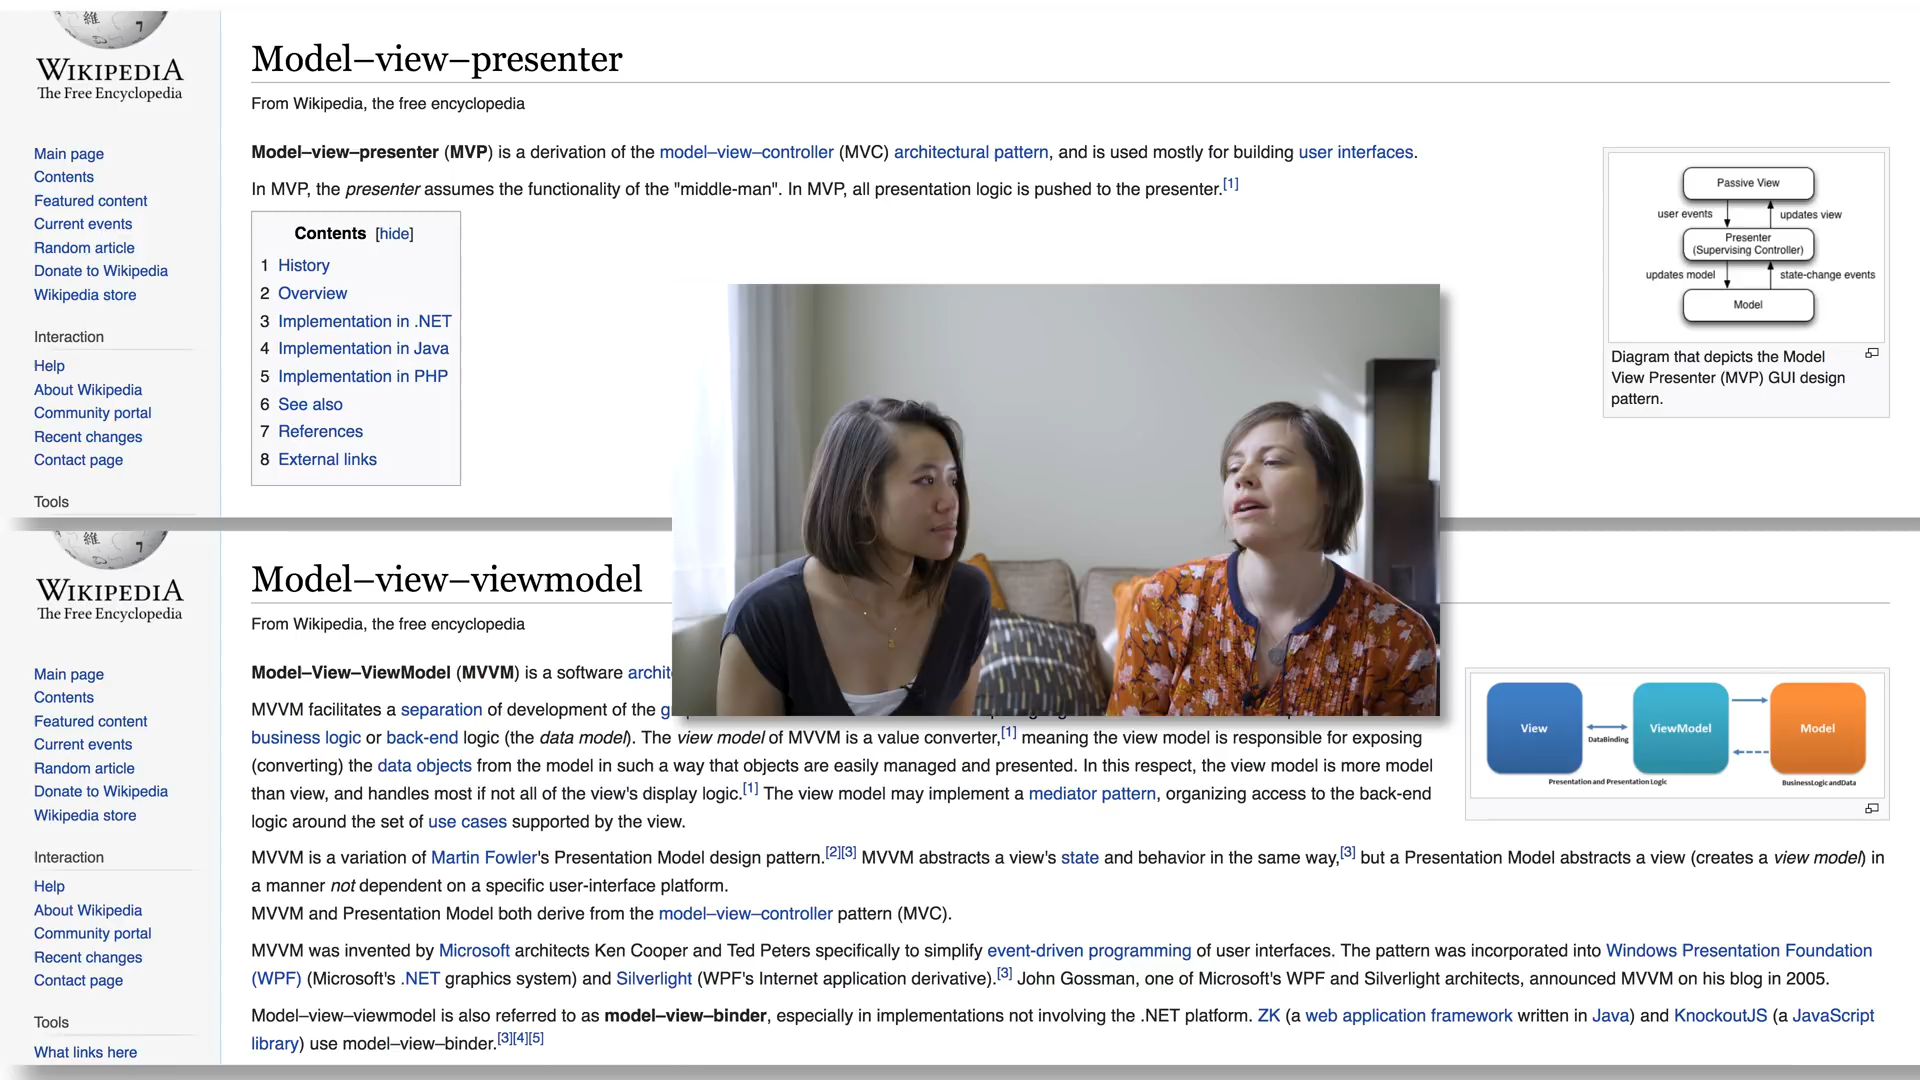 維
WIKIPEDIA
The Free Encyclopedia
Main page
Contents
Featured content
Current events
Random article
Donate to Wikipedia
Wikipedia store
Interaction
Help
About Wikipedia
Community portal
Recent changes
Contact page
Tools
Model–view–presenter
From Wikipedia, the free encyclopedia
Model–view–presenter (MVP) is a derivation of the model–view–controller (MVC) architectural pattern, and is used mostly for building user interfaces.
In MVP, the presenter assumes the functionality of the "middle-man". In MVP, all presentation logic is pushed to the presenter.[1]
Contents [hide]
1 History
2 Overview
3 Implementation in .NET
4 Implementation in Java
5 Implementation in PHP
6 See also
7 References
8 External links
Passive View
user events
updates view
Presenter
(Supervising Controller)
updates model
state-change events
Model
Diagram that depicts the Model
View Presenter (MVP) GUI design
pattern.
維
WIKIPEDIA
The Free Encyclopedia
Main page
Contents
Featured content
Current events
Random article
Donate to Wikipedia
Wikipedia store
Interaction
Help
About Wikipedia
Community portal
Recent changes
Contact page
Tools
What links here
Model–view–viewmodel
From Wikipedia, the free encyclopedia
Model–View–ViewModel (MVVM) is a software
MVVM facilitates a separation of development of the
business logic or back-end logic (the data model). The view model of MVVM is a value converter,[1] meaning the view model is responsible for exposing
(converting) the data objects from the model in such a way that objects are easily managed and presented. In this respect, the view model is more model
than view, and handles most if not all of the view's display logic.[1] The view model may implement a mediator pattern, organizing access to the back-end
logic around the set of use cases supported by the view.
MVVM is a variation of Martin Fowler's Presentation Model design pattern.[2][3] MVVM abstracts a view's state and behavior in the same way,[3] but a Presentation Model abstracts a view (creates a view model) in
a manner not dependent on a specific user-interface platform.
MVVM and Presentation Model both derive from the model–view–controller pattern (MVC).
MVVM was invented by Microsoft architects Ken Cooper and Ted Peters specifically to simplify event-driven programming of user interfaces. The pattern was incorporated into Windows Presentation Foundation
(WPF) (Microsoft's .NET graphics system) and Silverlight (WPF's Internet application derivative).[3] John Gossman, one of Microsoft's WPF and Silverlight architects, announced MVVM on his blog in 2005.
Model–view–viewmodel is also referred to as model–view–binder, especially in implementations not involving the .NET platform. ZK (a web application framework written in Java) and KnockoutJS (a JavaScript
library) use model–view–binder.[3][4][5]
View
DataBinding
ViewModel
Model
Presentation and Presentation Logic
BusinessLogicandData